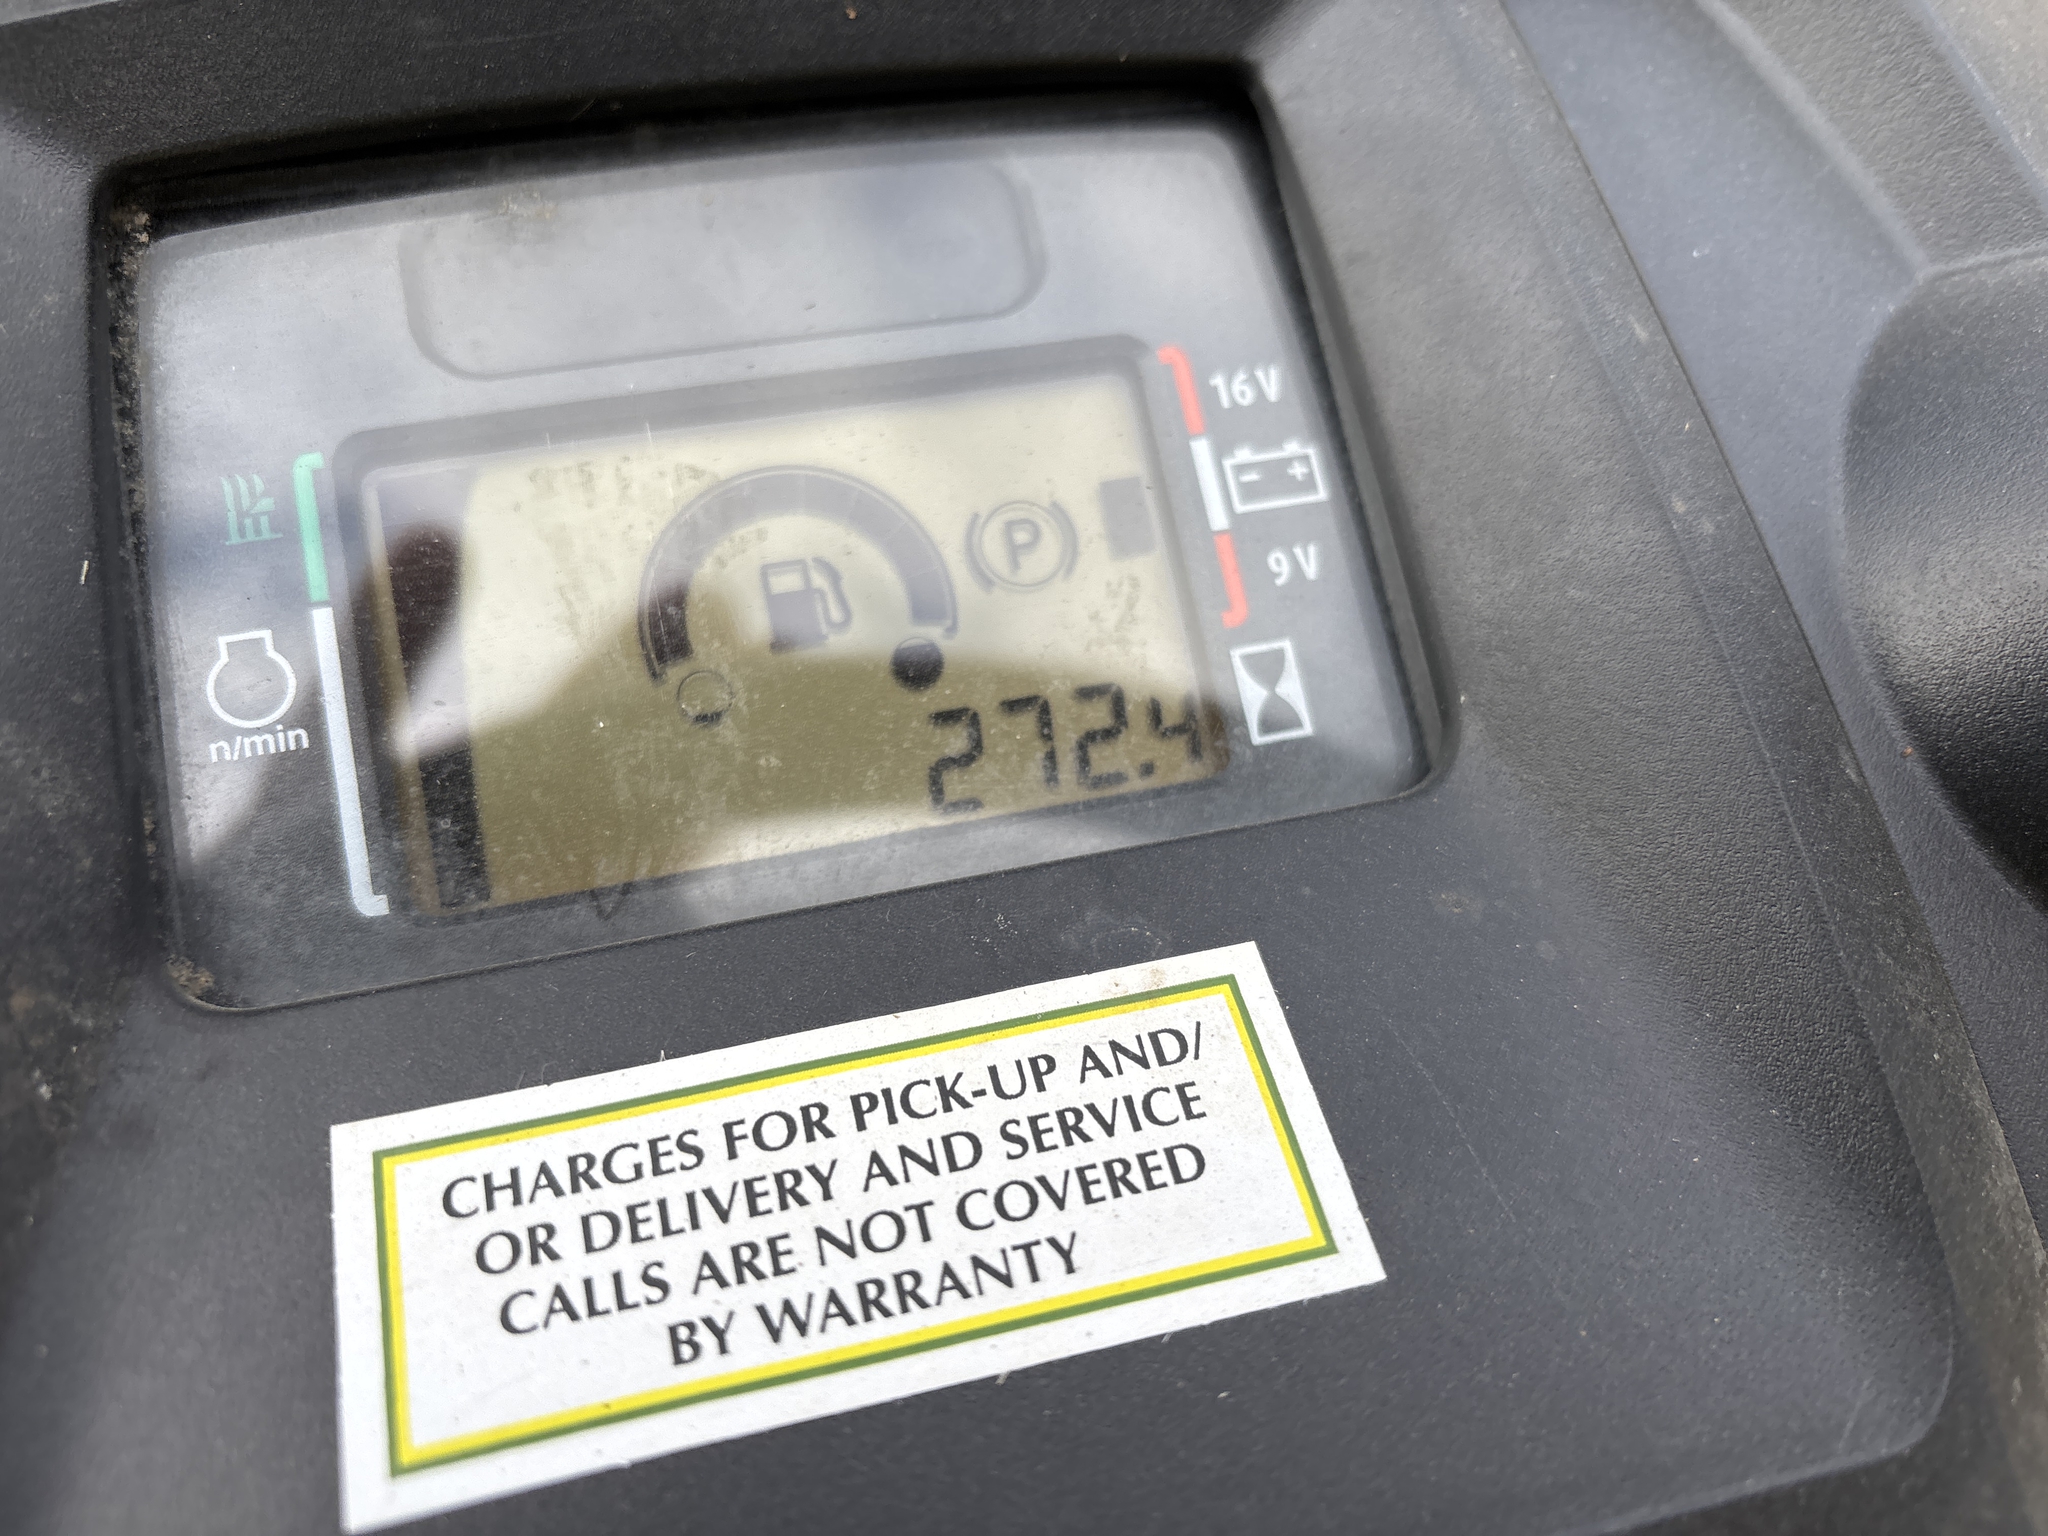 16V
- +
9V
P
n/min
272.4
CHARGES FOR PICK-UP AND/
OR DELIVERY AND SERVICE
CALLS ARE NOT COVERED
BY WARRANTY